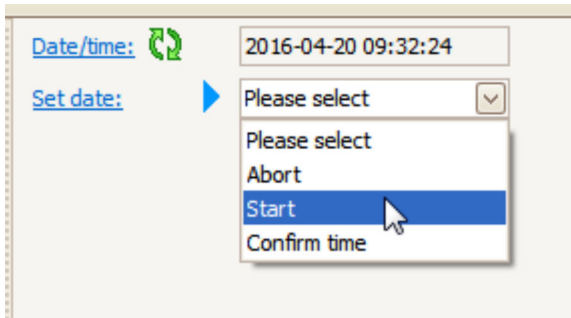 Date/time: 2016-04-20 09:32:24
Set date: Please select
Please select
Abort
Start
Confirm time